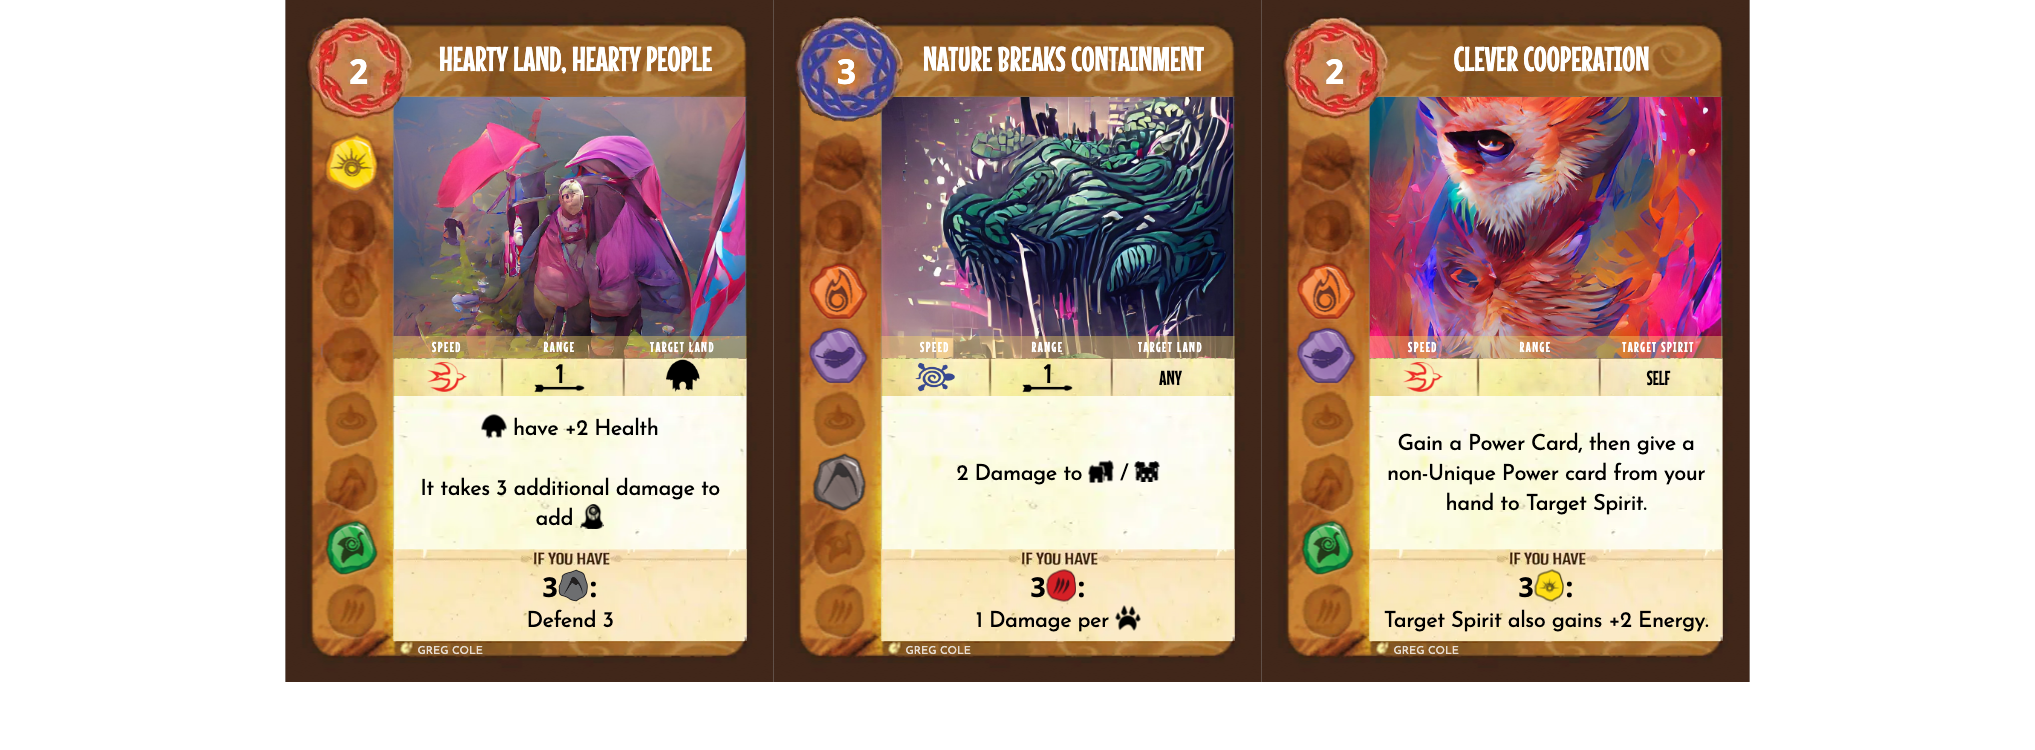 2
HEARTY LAND, HEARTY PEOPLE
SPEED RANGE TARGET LAND
1
have +2 Health
It takes 3 additional damage to
add
IF YOU HAVE
3 :
Defend 3
GREG COLE
3
NATURE BREAKS CONTAINMENT
SPEED RANGE TARGET LAND
1 ANY
2 Damage to /
IF YOU HAVE
3 :
1 Damage per
GREG COLE
2
CLEVER COOPERATION
SPEED RANGE TARGET SPIRIT
SELF
Gain a Power Card, then give a
non-Unique Power card from your
hand to Target Spirit.
IF YOU HAVE
3 :
Target Spirit also gains +2 Energy.
GREG COLE